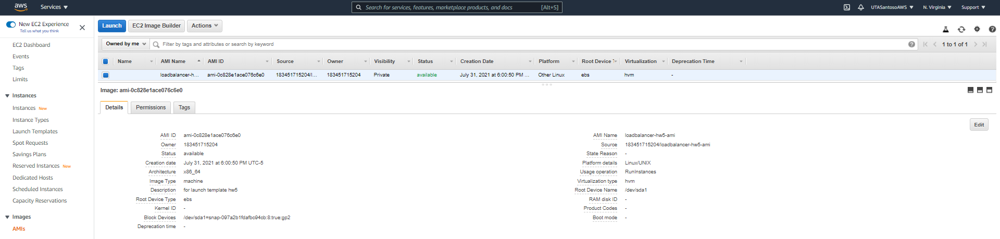 aws Services Search for services, features, marketplace products, and docs [Alt+S] UTASantosoAWS N. Virginia Support
New EC2 Experience
Tell us what you think
EC2 Dashboard
Events
Tags
Limits
Instances
Instances New
Instance Types
Launch Templates
Spot Requests
Savings Plans
Reserved Instances New
Dedicated Hosts
Scheduled Instances
Capacity Reservations
Images
AMIs
Launch EC2 Image Builder Actions
Owned by me Filter by tags and attributes or search by keyword 1 to 1 of 1
Name AMI Name AMI ID Source Owner Visibility Status Creation Date Platform Root Device T Virtualization Deprecation Time
loadbalancer-h... ami-0c828e1ace076c6e0 183451715204/l... 183451715204 Private available July 31, 2021 at 6:00:50 PM ... Other Linux ebs hvm -
Image: ami-0c828e1ace076c6e0
Details Permissions Tags
Edit
AMI ID ami-0c828e1ace076c6e0 AMI Name loadbalancer-hw5-ami
Owner 183451715204 Source 183451715204/loadbalancer-hw5-ami
Status available State Reason -
Creation date July 31, 2021 at 6:00:50 PM UTC-5 Platform details Linux/UNIX
Architecture x86_64 Usage operation RunInstances
Image Type machine Virtualization type hvm
Description for launch template hw5 Root Device Name /dev/sda1
Root Device Type ebs RAM disk ID -
Kernel ID - Product Codes -
Block Devices /dev/sda1=snap-097a2b1fdafbc94cb:8:true:gp2 Boot mode -
Deprecation time -